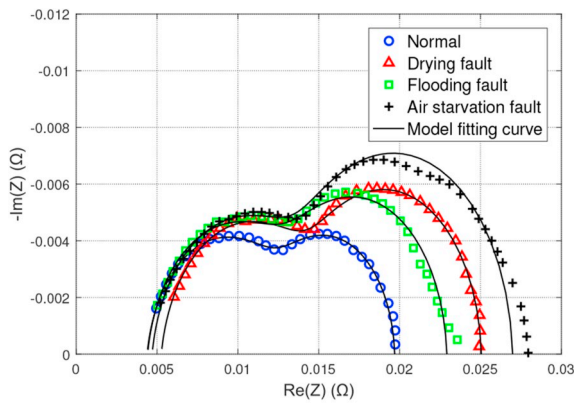 -0.014
-0.012
-0.01
-0.008
-0.006
-0.004
-0.002
0
-Im(Z) (Ω)
Normal
Drying fault
Flooding fault
Air starvation fault
Model fitting curve
0 0.005 0.01 0.015 0.02 0.025 0.03
Re(Z) (Ω)